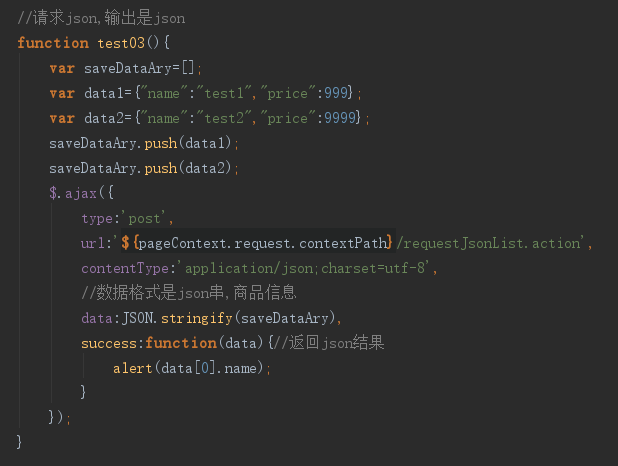 //请求json,输出是json
function test03(){
    var saveDataAry=[];
    var data1={"name":"test1","price":999};
    var data2={"name":"test2","price":9999};
    saveDataAry.push(data1);
    saveDataAry.push(data2);
    $.ajax({
        type:'post',
        url:'${pageContext.request.contextPath}/requestJsonList.action',
        contentType:'application/json;charset=utf-8',
        //数据格式是json串,商品信息
        data:JSON.stringify(saveDataAry),
        success:function(data){//返回json结果
            alert(data[0].name);
        }
    });
}